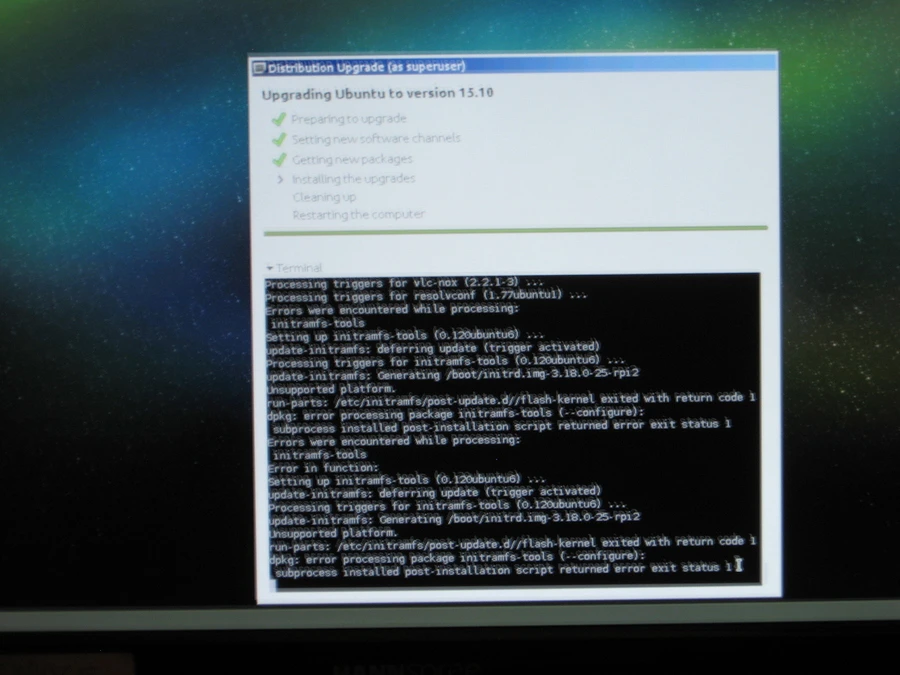 Distribution Upgrade (as superuser)
Upgrading Ubuntu to version 15.10
Preparing to upgrade
Setting new software channels
Getting new packages
Installing the upgrades
Cleaning up
Restarting the computer
Terminal
Processing triggers for vlc-nox (2.2.1-3) ...
Processing triggers for resolvconf (1.77ubuntu1) ...
Errors were encountered while processing:
initramfs-tools
Setting up initramfs-tools (0.120ubuntu6) ...
update-initramfs: deferring update (trigger activated)
Processing triggers for initramfs-tools (0.120ubuntu6) ...
update-initramfs: Generating /boot/initrd.img-3.18.0-25-rpi2
Unsupported platform.
run-parts: /etc/initramfs/post-update.d//flash-kernel exited with return code 1
dpkg: error processing package initramfs-tools (--configure):
subprocess installed post-installation script returned error exit status 1
Errors were encountered while processing:
initramfs-tools
Error in function:
Setting up initramfs-tools (0.120ubuntu6) ...
update-initramfs: deferring update (trigger activated)
Processing triggers for initramfs-tools (0.120ubuntu6) ...
update-initramfs: Generating /boot/initrd.img-3.18.0-25-rpi2
Unsupported platform.
run-parts: /etc/initramfs/post-update.d//flash-kernel exited with return code 1
dpkg: error processing package initramfs-tools (--configure):
subprocess installed post-installation script returned error exit status 1